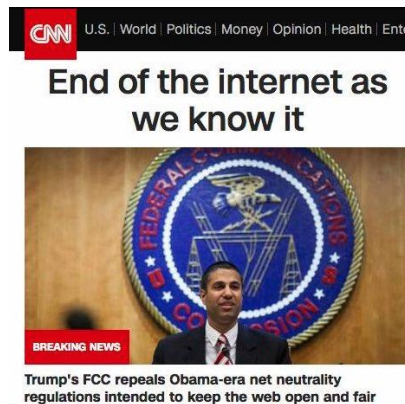 CNN U.S. World Politics Money Opinion Health Ente
End of the internet as
we know it
FEDERAL COMMUNICATIONS
COMMISSION
BREAKING NEWS
Trump's FCC repeals Obama-era net neutrality
regulations intended to keep the web open and fair